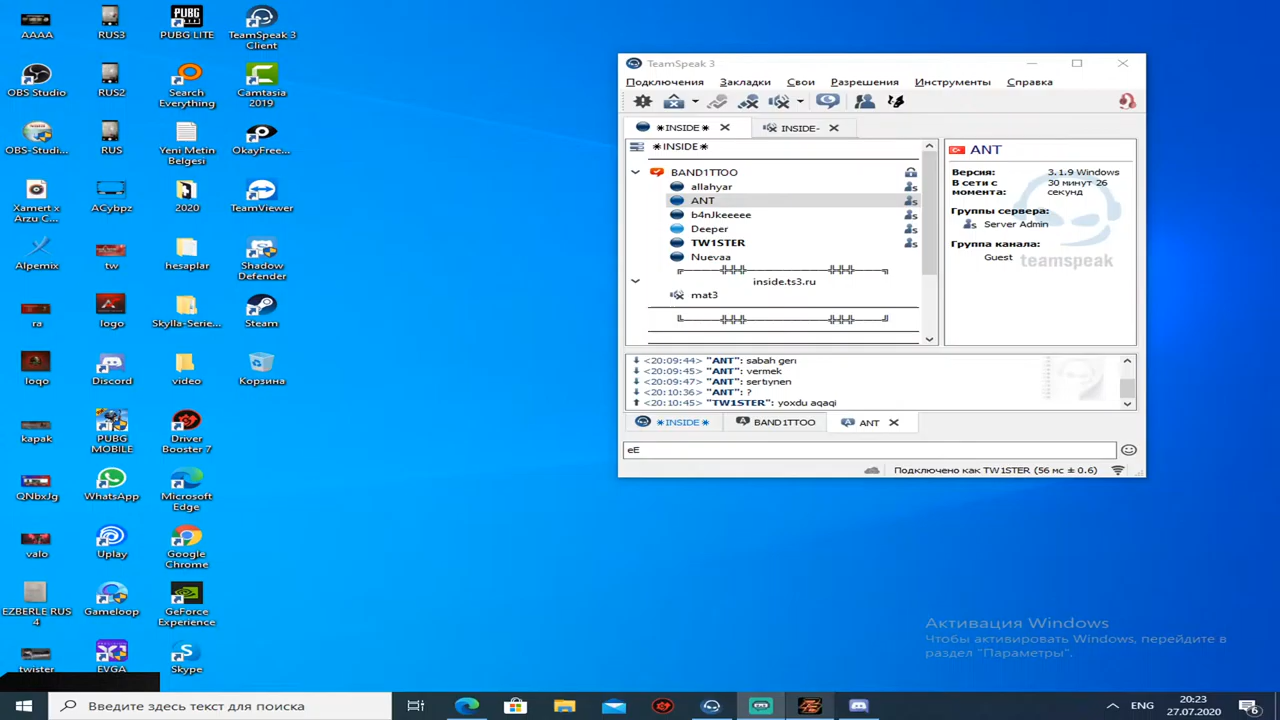 AAAA
RUS3
PUBG LITE
TeamSpeak 3
Client
OBS Studio
RUS2
Search
Everything
Camtasia
2019
OBS-Studi...
RUS
Yeni Metin
Belgesi
OkayFree...
Xamert x
Arzu C...
ACybpz
2020
TeamViewer
Alpemix
tw
hesaplar
Shadow
Defender
ra
logo
Skylla-Serie...
Steam
loqo
Discord
video
Корзина
kapak
PUBG
MOBILE
Driver
Booster 7
QNbxJg
WhatsApp
Microsoft
Edge
valo
Uplay
Google
Chrome
EZBERLE RUS
4
Gameloop
GeForce
Experience
twister
EVGA
Skype
TeamSpeak 3
Подключения Закладки Свои Разрешения Инструменты Справка
✶INSIDE✶ INSIDE-
✶INSIDE✶
BAND1TTOO
allahyar
ANT
b4nJkeeeee
Deeper
TW1STER
Nuevaa
╔────╬╬╬────────╬╬╬───╗
inside.ts3.ru
mat3
╚────╬╬╬────────╬╬╬───╝
ANT
Версия: 3.1.9 Windows
В сети с момента: 30 минут 26 секунд
Группы сервера:
Server Admin
Группа канала:
Guest
teamspeak
<20:09:44> "ANT": sabah gerı
<20:09:45> "ANT": vermek
<20:09:47> "ANT": sertıynen
<20:10:36> "ANT": ?
<20:10:45> "TW1STER": yoxdu aqaqi
✶INSIDE✶ BAND1TTOO ANT
eE
Подключено как TW1STER (56 мс ± 0.6)
Активация Windows
Чтобы активировать Windows, перейдите в
раздел "Параметры".
Введите здесь текст для поиска
ENG
20:23
27.07.2020
6